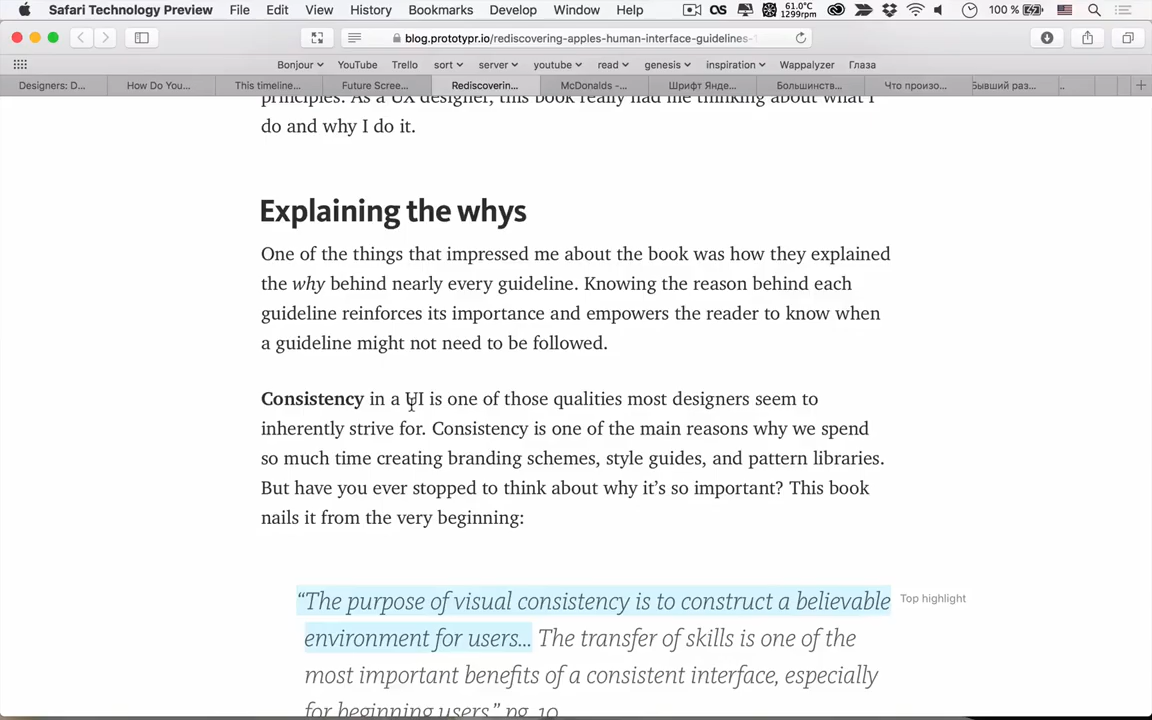 Safari Technology Preview File Edit View History Bookmarks Develop Window Help OS 61.0°C 1299rpm 100 %
blog.prototypr.io/rediscovering-apples-human-interface-guidelines-
Bonjour YouTube Trello sort server youtube read genesis inspiration Wappalyzer Глаза
Designers: D... How Do You... This timeline... Future Scree... Rediscoverin... McDonalds -... Шрифт Янде... Большинств... Что произо... Бывший раз...
principles. As a UX designer, this book really had me thinking about what I
do and why I do it.
Explaining the whys
One of the things that impressed me about the book was how they explained
the why behind nearly every guideline. Knowing the reason behind each
guideline reinforces its importance and empowers the reader to know when
a guideline might not need to be followed.
Consistency in a UI is one of those qualities most designers seem to
inherently strive for. Consistency is one of the main reasons why we spend
so much time creating branding schemes, style guides, and pattern libraries.
But have you ever stopped to think about why it’s so important? This book
nails it from the very beginning:
“The purpose of visual consistency is to construct a believable
Top highlight
environment for users... The transfer of skills is one of the
most important benefits of a consistent interface, especially
for beginning users.” pg. 10